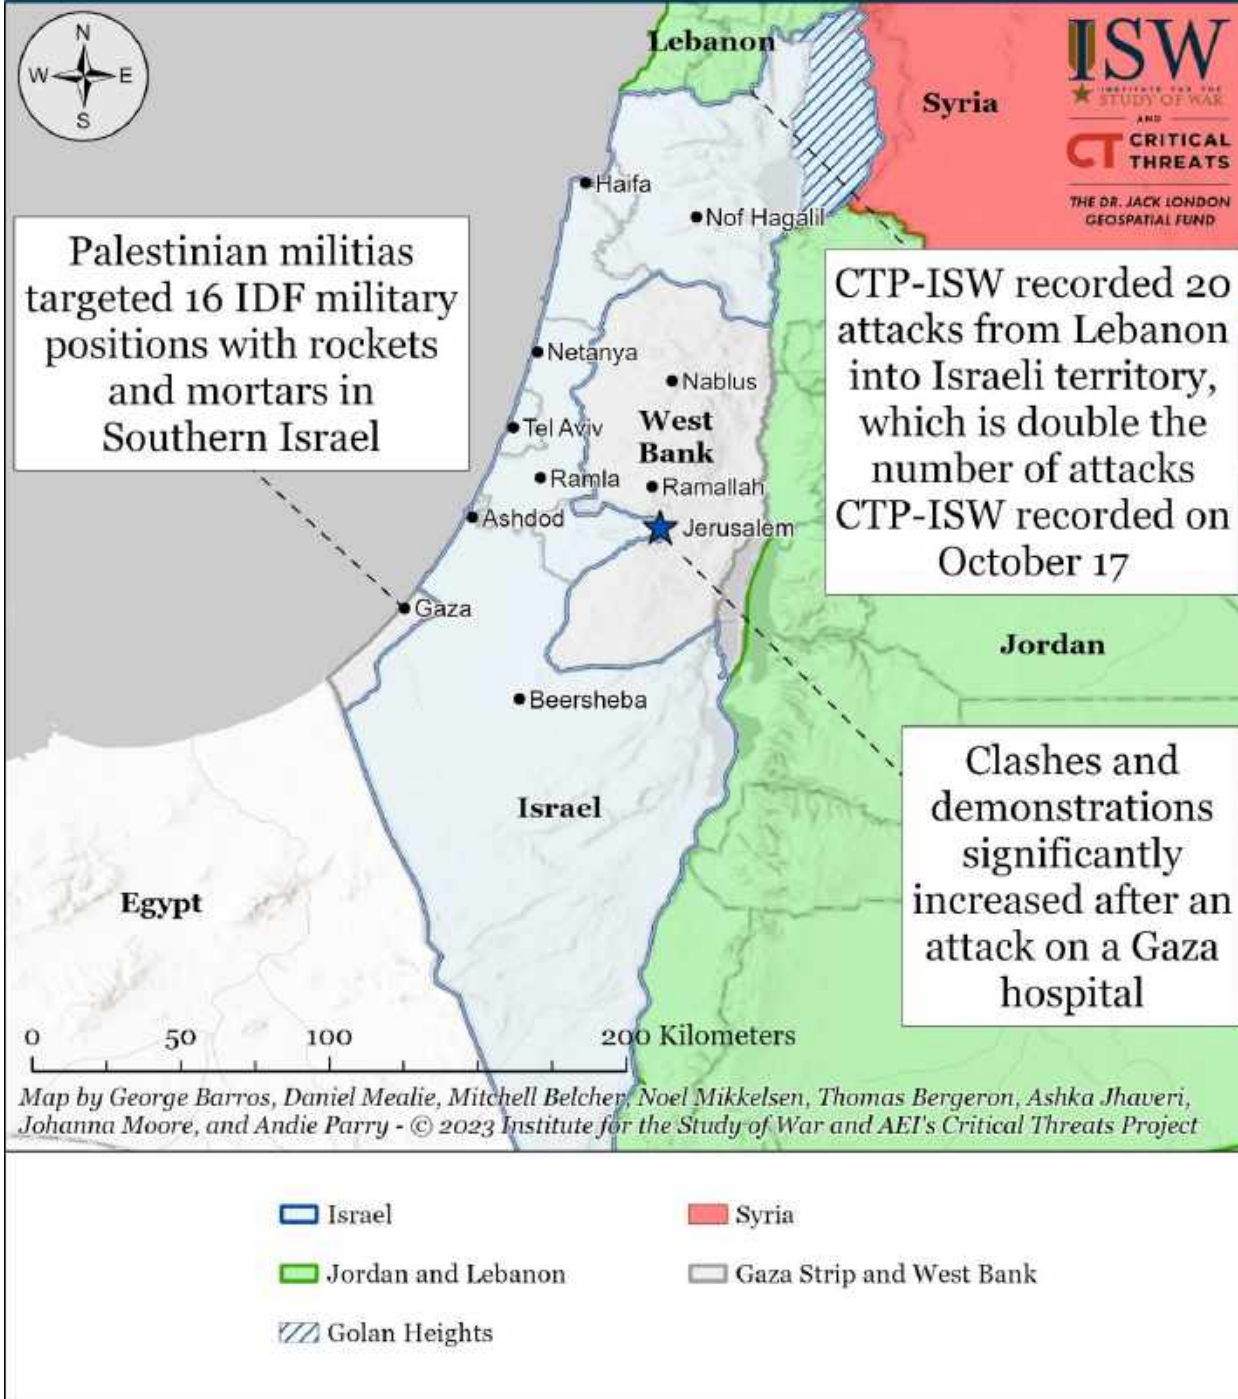 N
W
E
S
Lebanon
Syria
ISW
INSTITUTE FOR THE
STUDY OF WAR
AND
CT CRITICAL
THREATS
THE DR. JACK LONDON
GEOSPATIAL FUND
Haifa
Nof Hagalil
Palestinian militias
targeted 16 IDF military
positions with rockets
and mortars in
Southern Israel
CTP-ISW recorded 20
attacks from Lebanon
into Israeli territory,
which is double the
number of attacks
CTP-ISW recorded on
October 17
Netanya
Nablus
West
Bank
Tel Aviv
Ramla
Ramallah
Ashdod
Jerusalem
Gaza
Jordan
Beersheba
Israel
Egypt
Clashes and
demonstrations
significantly
increased after an
attack on a Gaza
hospital
0 50 100 200 Kilometers
Map by George Barros, Daniel Mealie, Mitchell Belcher, Noel Mikkelsen, Thomas Bergeron, Ashka Jhaveri,
Johanna Moore, and Andie Parry - © 2023 Institute for the Study of War and AEI's Critical Threats Project
Israel
Syria
Jordan and Lebanon
Gaza Strip and West Bank
Golan Heights